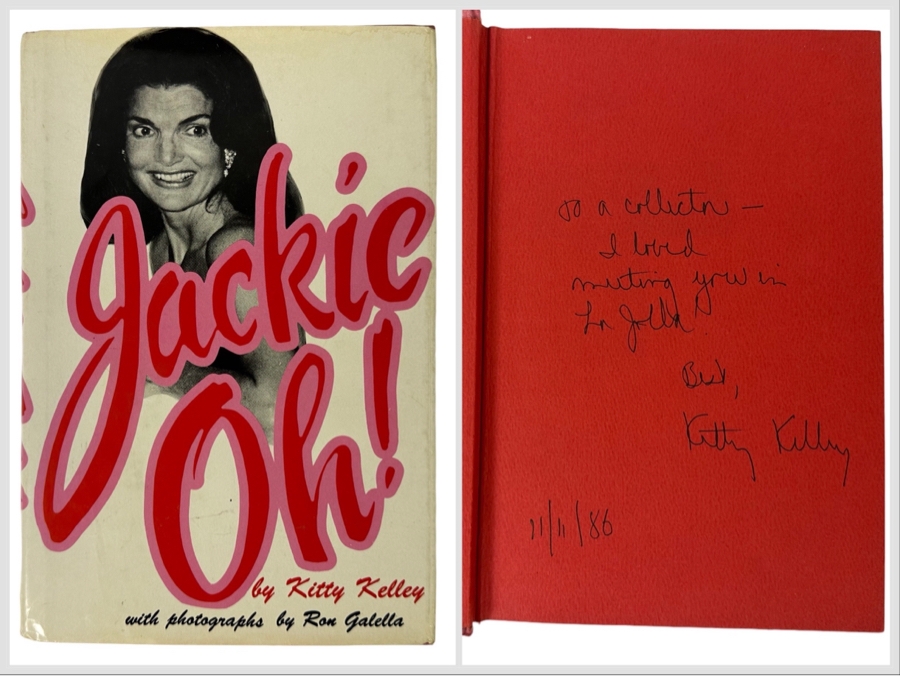 Jackie
Oh!
by Kitty Kelley
with photographs by Ron Galella
To a collector —
I loved
meeting you in
La Jolla.
Best,
Kitty Kelley
11/11/86